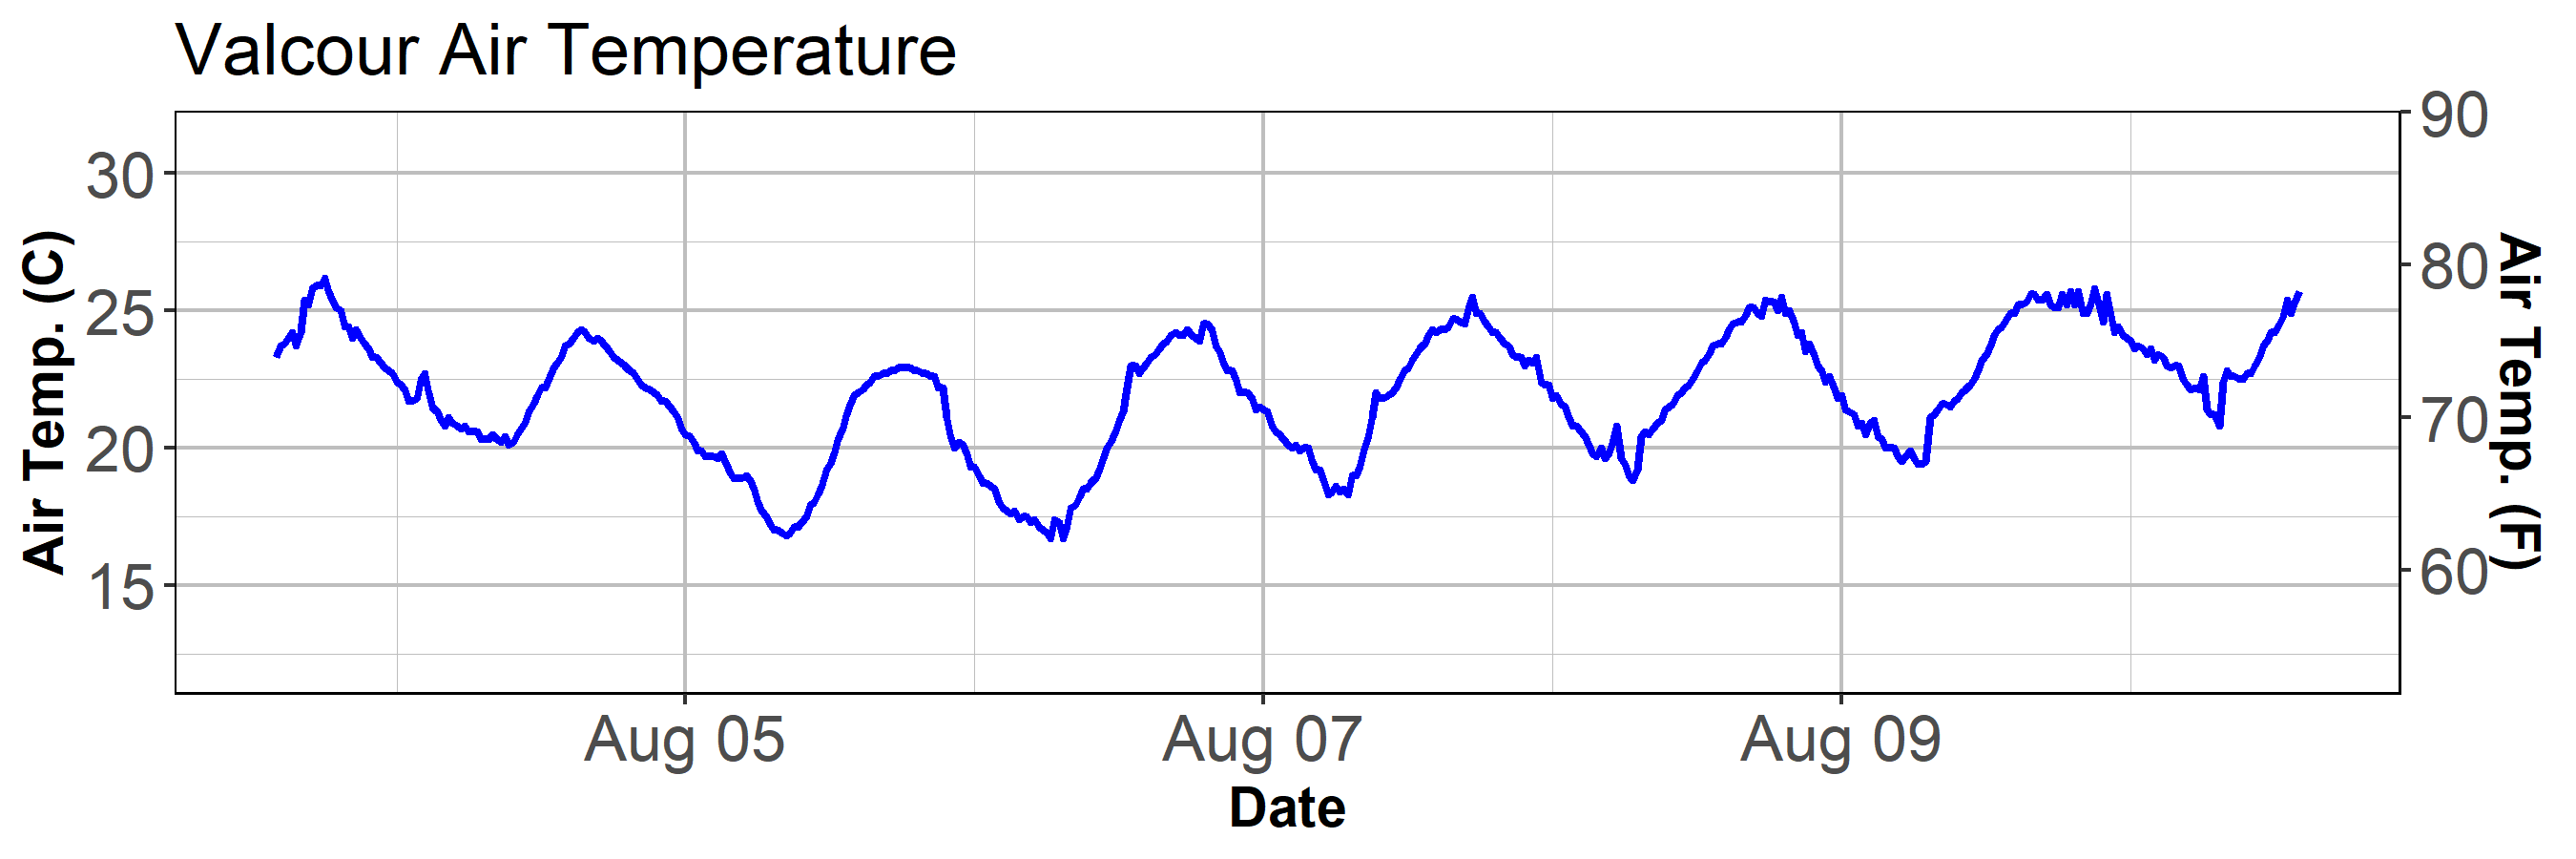 Valcour Air Temperature
Air Temp. (C)
30
25
20
15
90
80
70
60
Air Temp. (F)
Aug 05
Aug 07
Aug 09
Date